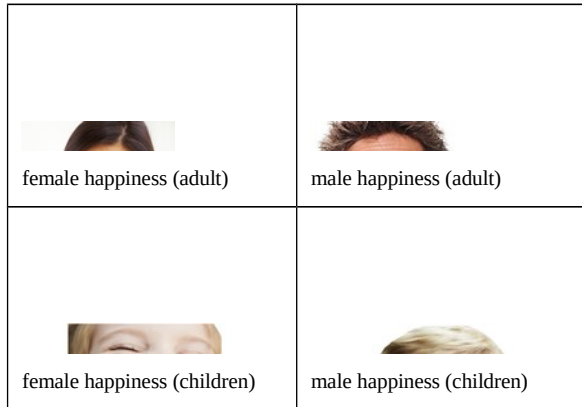 female happiness (adult)
male happiness (adult)
female happiness (children)
male happiness (children)